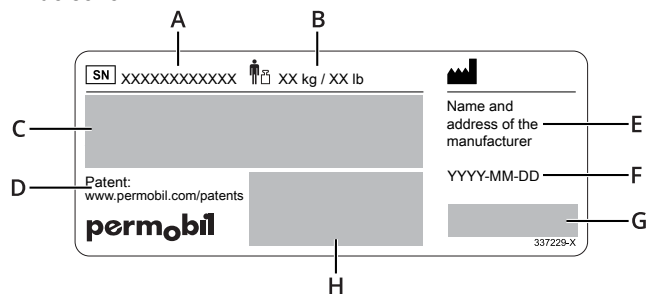 A
B
SN XXXXXXXXXXXX XX kg / XX lb
C
Name and
address of the
manufacturer
E
D
Patent:
www.permobil.com/patents
YYYY-MM-DD
F
permobil
G
337229-X
H